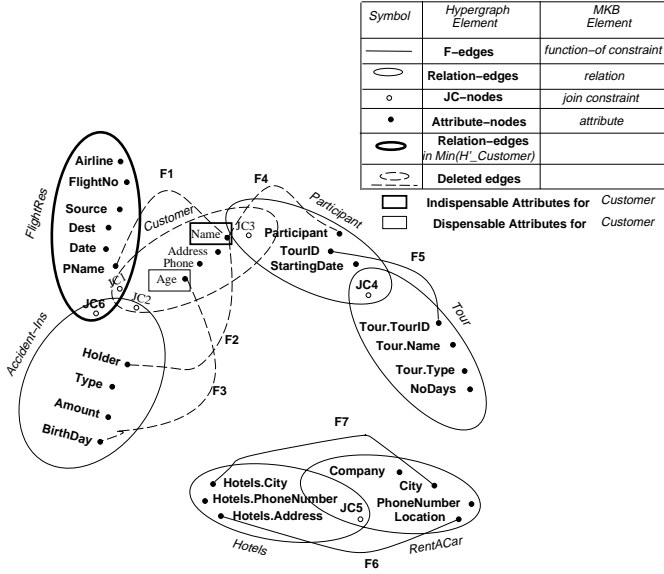 Symbol Hypergraph Element MKB Element
F-edges function-of constraint
Relation-edges relation
JC-nodes join constraint
Attribute-nodes attribute
Relation-edges in Min(H'_Customer)
Deleted edges
Indispensable Attributes for Customer
Dispensable Attributes for Customer
FlightRes
Airline
FlightNo
Source
Dest
Date
PName
F1
Customer
Name
Address
Phone
Age
JC1
JC2
JC3
F4
Participant
Participant
TourID
StartingDate
JC4
F5
Tour
Tour.TourID
Tour.Name
Tour.Type
NoDays
JC6
Accident-Ins
Holder
Type
Amount
BirthDay
F2
F3
F7
Hotels.City
Hotels.PhoneNumber
Hotels.Address
Hotels
JC5
Company
City
PhoneNumber
Location
RentACar
F6